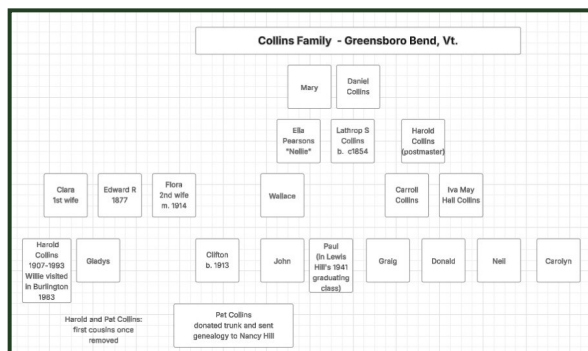 Collins Family - Greensboro Bend, Vt.
Mary
Daniel
Collins
Ella
Pearsons
"Nellie"
Lathrop S
Collins
b. c1854
Harold
Collins
(postmaster)
Clara
1st wife
Edward R
1877
Flora
2nd wife
m. 1914
Wallace
Carroll
Collins
Iva May
Hall Collins
Harold
Collins
1907-1993
Willie visited
in Burlington
1983
Gladys
Clifton
b. 1913
John
Paul
(in Lewis
Hill's 1941
graduating
class)
Graig
Donald
Nell
Carolyn
Harold and Pat Collins:
first cousins once
removed
Pat Collins
donated trunk and sent
genealogy to Nancy Hill